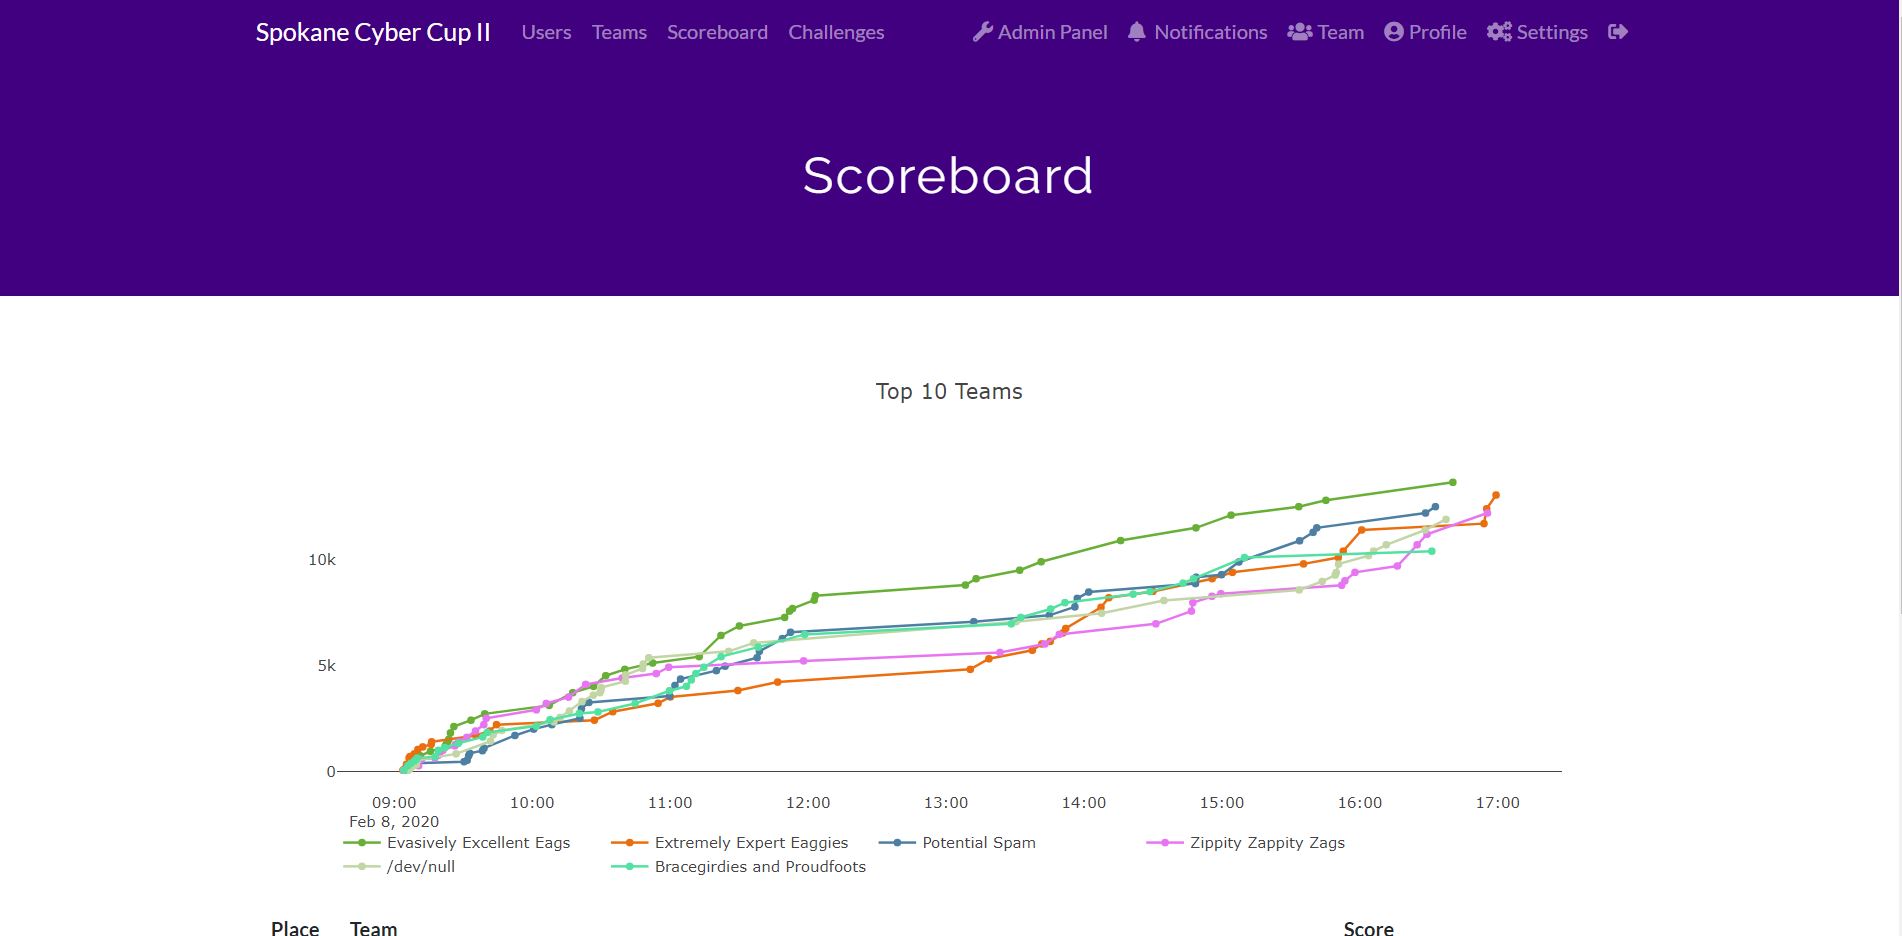 Spokane Cyber Cup II Users Teams Scoreboard Challenges Admin Panel Notifications Team Profile Settings
Scoreboard
Top 10 Teams
10k
5k
0
09:00 10:00 11:00 12:00 13:00 14:00 15:00 16:00 17:00
Feb 8, 2020
Evasively Excellent Eags Extremely Expert Eaggies Potential Spam Zippity Zappity Zags
/dev/null Bracegirdies and Proudfoots
Place Team Score